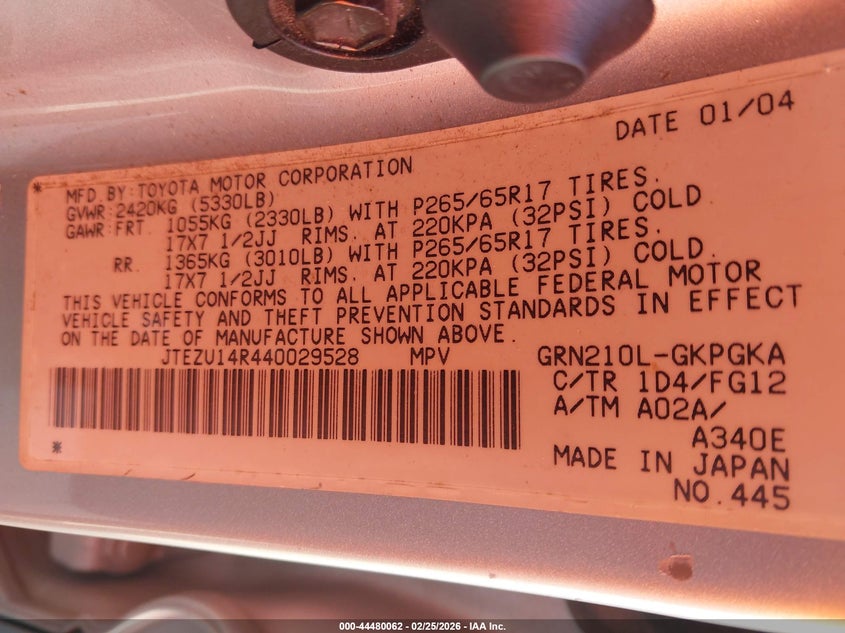 DATE 01/04
* MFD.BY:TOYOTA MOTOR CORPORATION
GVWR:2420KG (5330LB)
GAWR:FRT. 1055KG (2330LB) WITH P265/65R17 TIRES.
17X7 1/2JJ RIMS. AT 220KPA (32PSI) COLD
RR. 1365KG (3010LB) WITH P265/65R17 TIRES.
17X7 1/2JJ RIMS. AT 220KPA (32PSI) COLD.
THIS VEHICLE CONFORMS TO ALL APPLICABLE FEDERAL MOTOR
VEHICLE SAFETY AND THEFT PREVENTION STANDARDS IN EFFECT
ON THE DATE OF MANUFACTURE SHOWN ABOVE.
JTEZU14R440029528 MPV GRN210L-GKPGKA
C/TR 1D4/FG12
A/TM A02A/
A340E
*
MADE IN JAPAN
NO.445
000-44480062 - 02/25/2026 - IAA Inc.